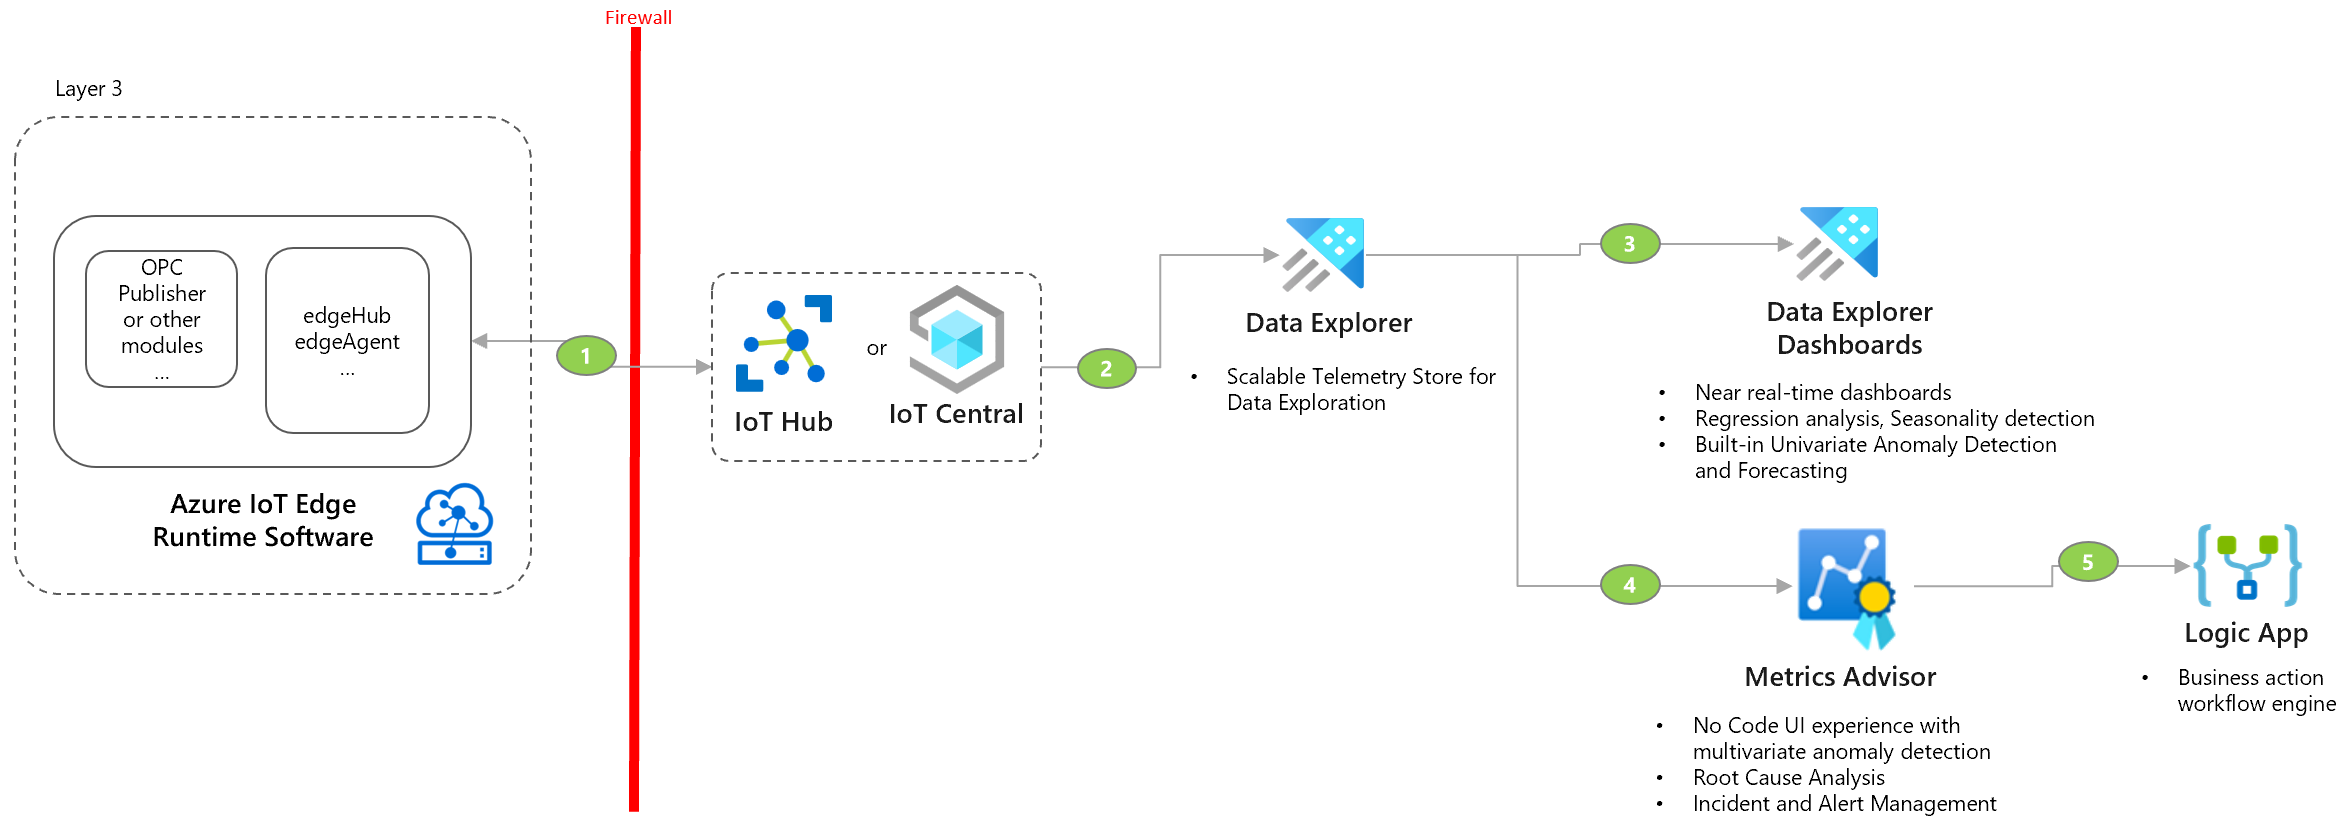 Firewall
Layer 3
OPC
Publisher
or other
modules
...
edgeHub
edgeAgent
...
Azure IoT Edge
Runtime Software
1
IoT Hub
or
IoT Central
2
Data Explorer
• Scalable Telemetry Store for
Data Exploration
3
Data Explorer
Dashboards
• Near real-time dashboards
• Regression analysis, Seasonality detection
• Built-in Univariate Anomaly Detection
and Forecasting
4
Metrics Advisor
• No Code UI experience with
multivariate anomaly detection
• Root Cause Analysis
• Incident and Alert Management
5
Logic App
• Business action
workflow engine